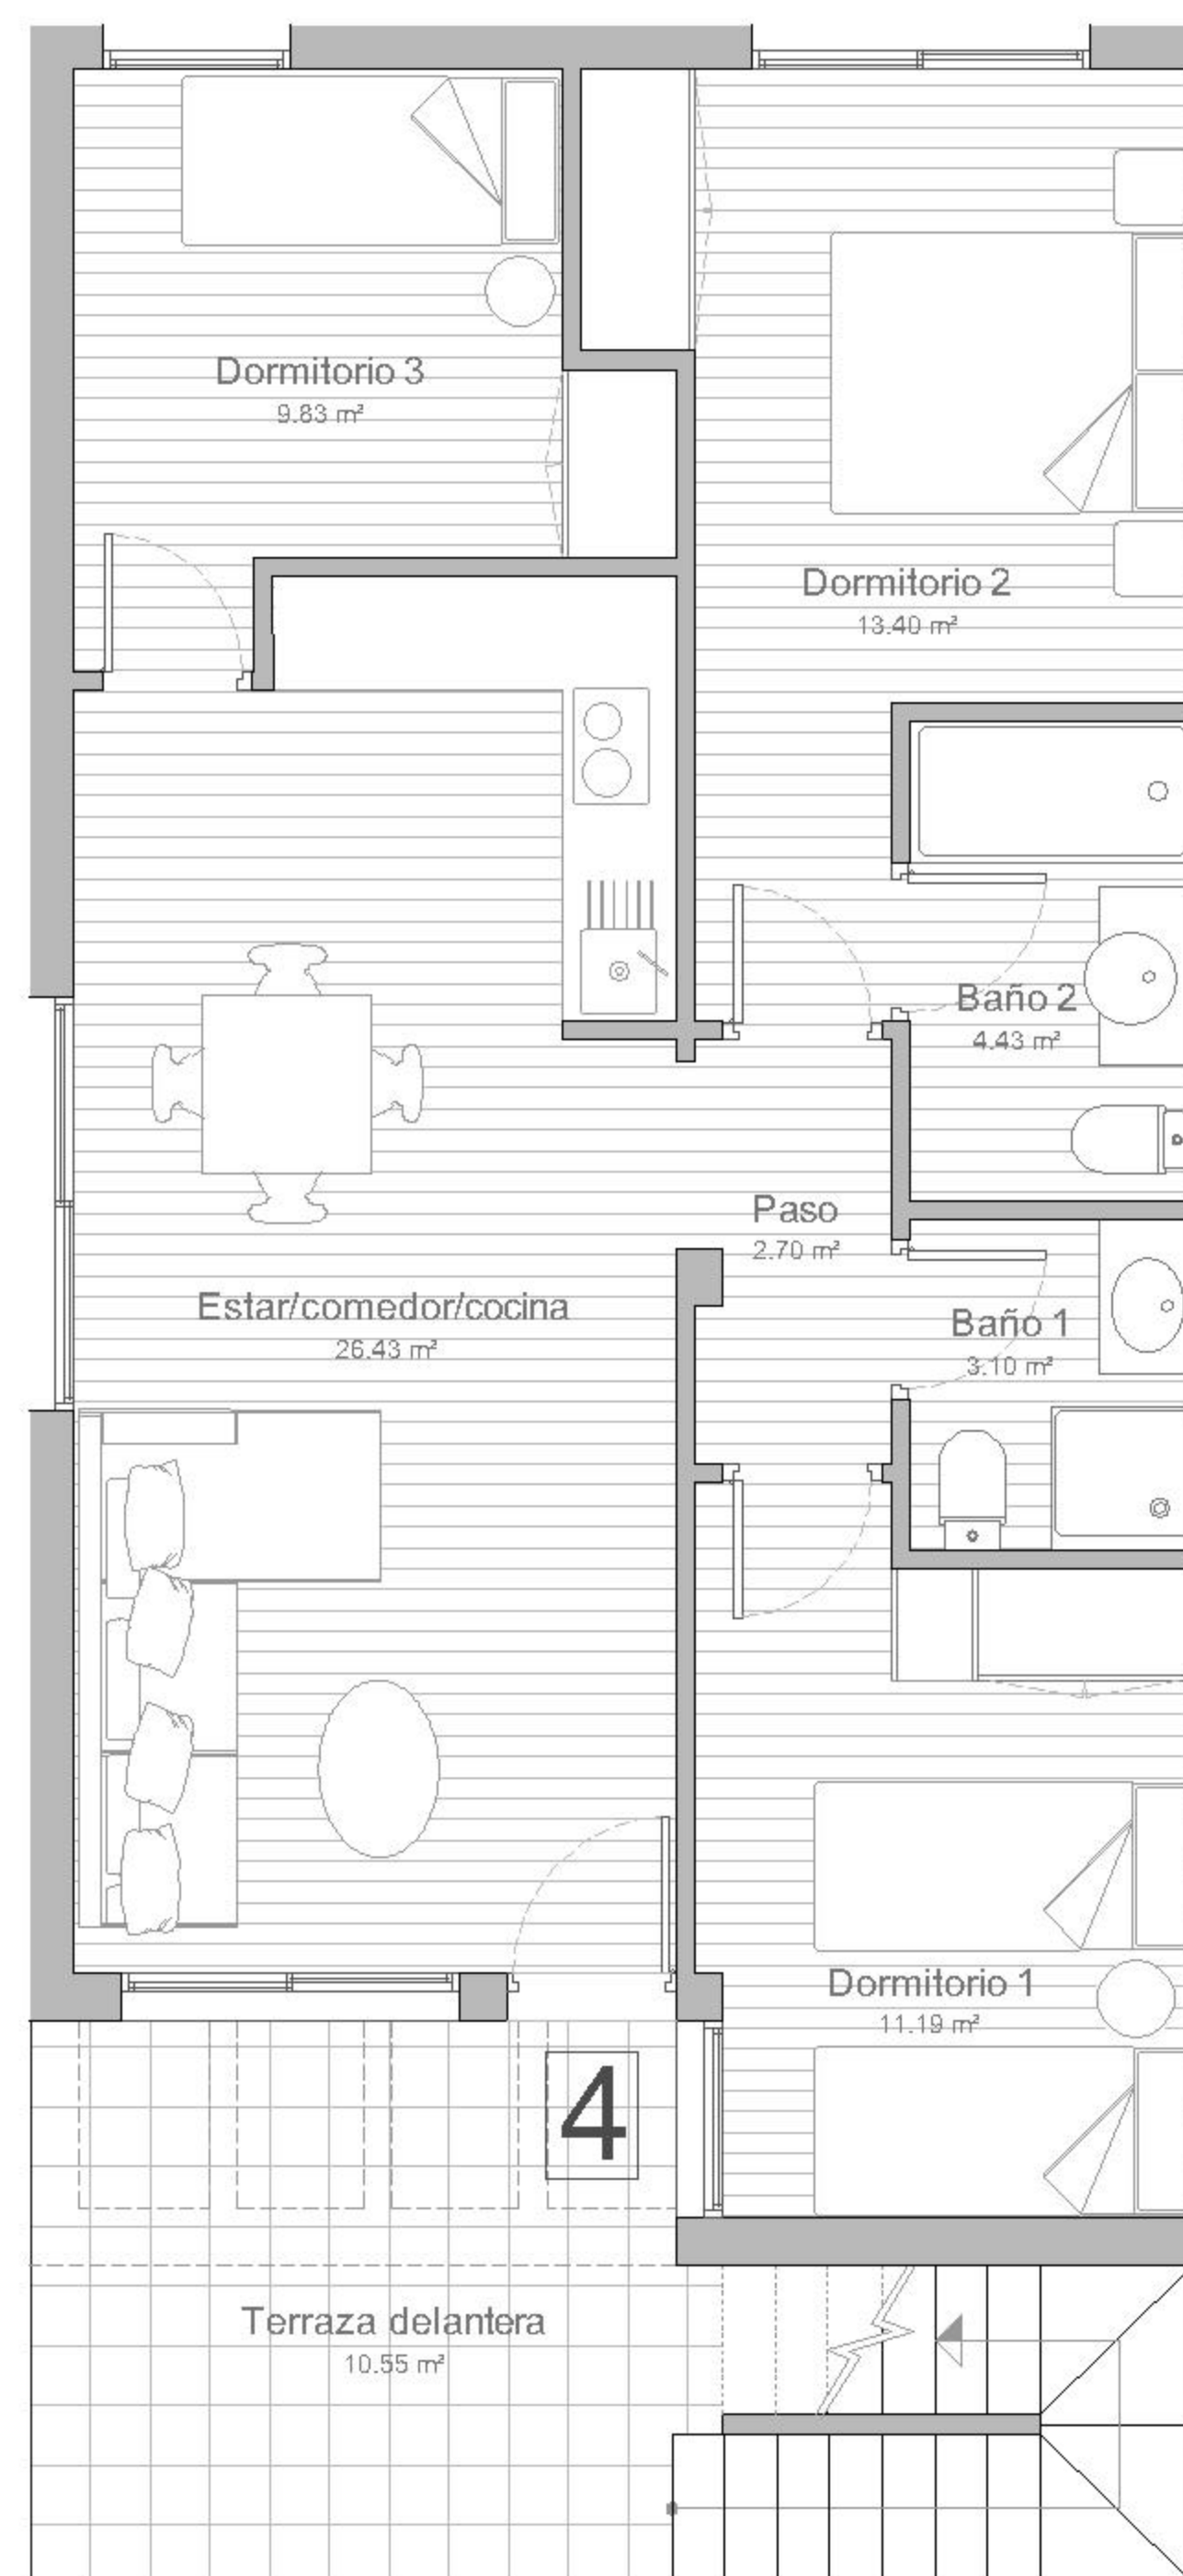 Dormitorio 3
9.83 m²
Dormitorio 2
13.40 m²
Baño 2
4.43 m²
Paso
2.70 m²
Estar/comedor/cocina
26.43 m²
Baño 1
3.10 m²
Dormitorio 1
11.19 m²
4
Terraza delantera
10.55 m²